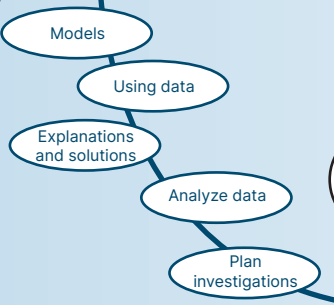 Models
Using data
Explanations
and solutions
Analyze data
Plan
investigations